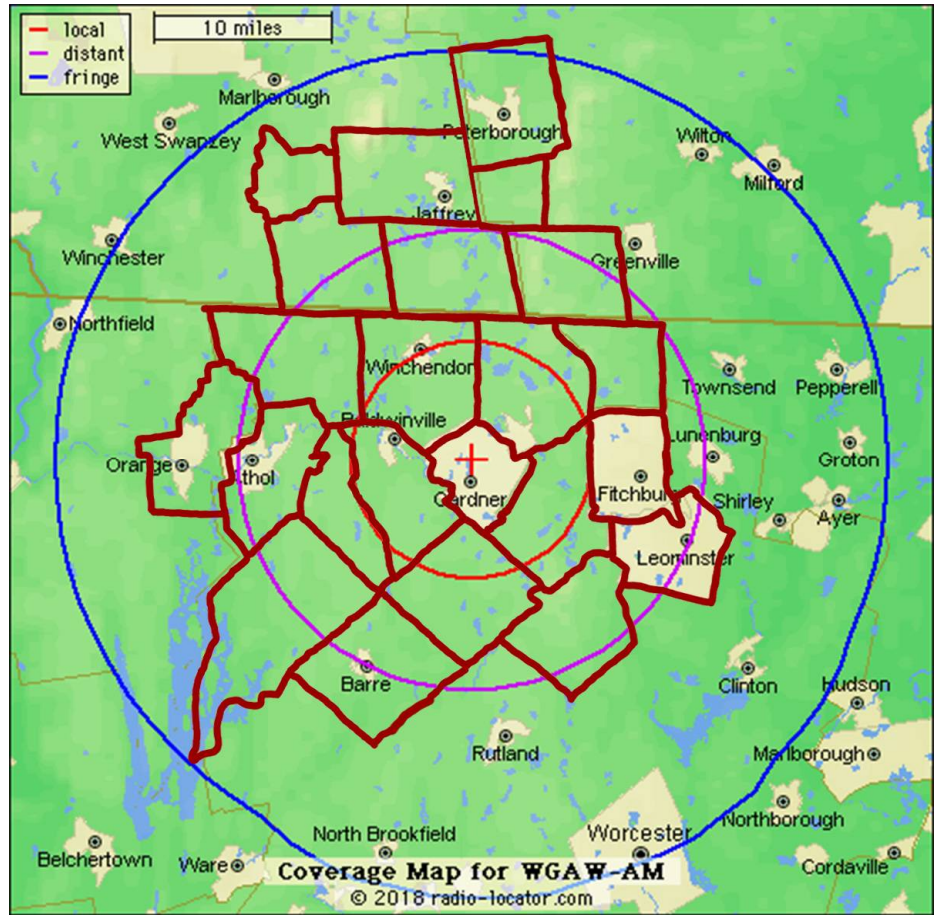 local
distant
fringe
10 miles
Marlborough
Peterborough
West Swanzey
Wilton
Milford
Jaffrey
Winchester
Greenville
Northfield
Winchendon
Townsend
Pepperell
Baldwinville
Lunenburg
Groton
Orange
Athol
Gardner
Fitchburg
Shirley
Ayer
Leominster
Barre
Clinton
Hudson
Rutland
Marlborough
Northborough
North Brookfield
Worcester
Belchertown
Ware
Cordaville
Coverage Map for WGAW-AM
© 2018 radio-locator.com